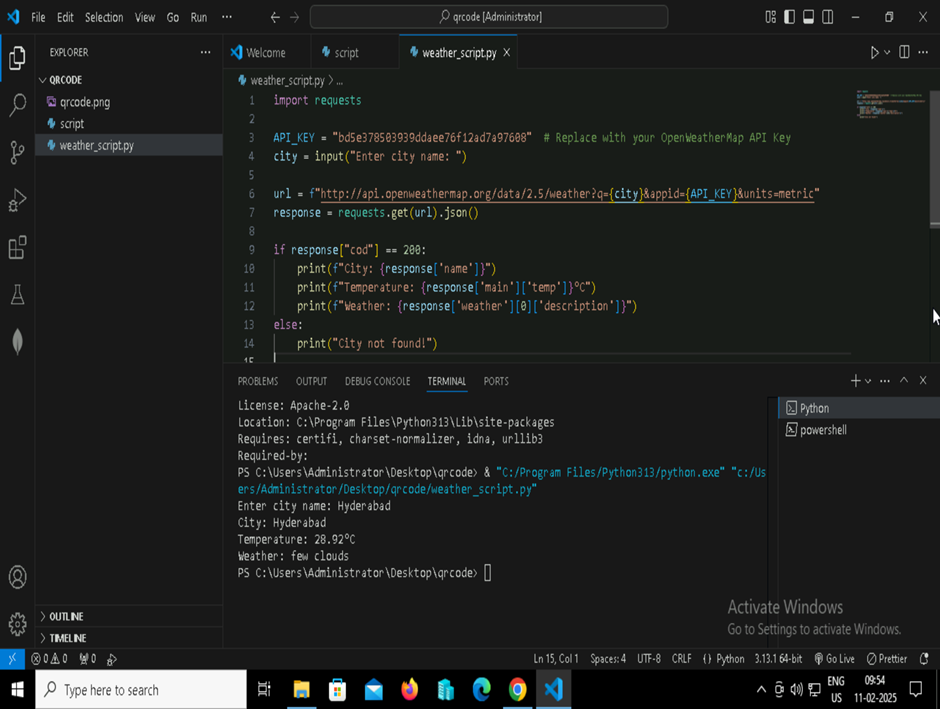 File Edit Selection View Go Run ··· qrcode [Administrator]
EXPLORER ···
QRCODE
qrcode.png
script
weather_script.py
OUTLINE
TIMELINE
Welcome script weather_script.py
weather_script.py > ...
1 import requests
2
3 API_KEY = "bd5e378503939ddaee76f12ad7a97608" # Replace with your OpenWeatherMap API Key
4 city = input("Enter city name: ")
5
6 url = f"http://api.openweathermap.org/data/2.5/weather?q={city}&appid={API_KEY}&units=metric"
7 response = requests.get(url).json()
8
9 if response["cod"] == 200:
10 print(f"City: {response['name']}")
11 print(f"Temperature: {response['main']['temp']}°C")
12 print(f"Weather: {response['weather'][0]['description']}")
13 else:
14 print("City not found!")
15
PROBLEMS OUTPUT DEBUG CONSOLE TERMINAL PORTS
License: Apache-2.0
Location: C:\Program Files\Python313\Lib\site-packages
Requires: certifi, charset-normalizer, idna, urllib3
Required-by:
PS C:\Users\Administrator\Desktop\qrcode> & "C:/Program Files/Python313/python.exe" "c:/Us
ers/Administrator/Desktop/qrcode/weather_script.py"
Enter city name: Hyderabad
City: Hyderabad
Temperature: 28.92°C
Weather: few clouds
PS C:\Users\Administrator\Desktop\qrcode>
Python
powershell
Activate Windows
Go to Settings to activate Windows.
0 0 0 Ln 15, Col 1 Spaces: 4 UTF-8 CRLF {} Python 3.13.1 64-bit Go Live Prettier
Type here to search
ENG
US
09:54
11-02-2025